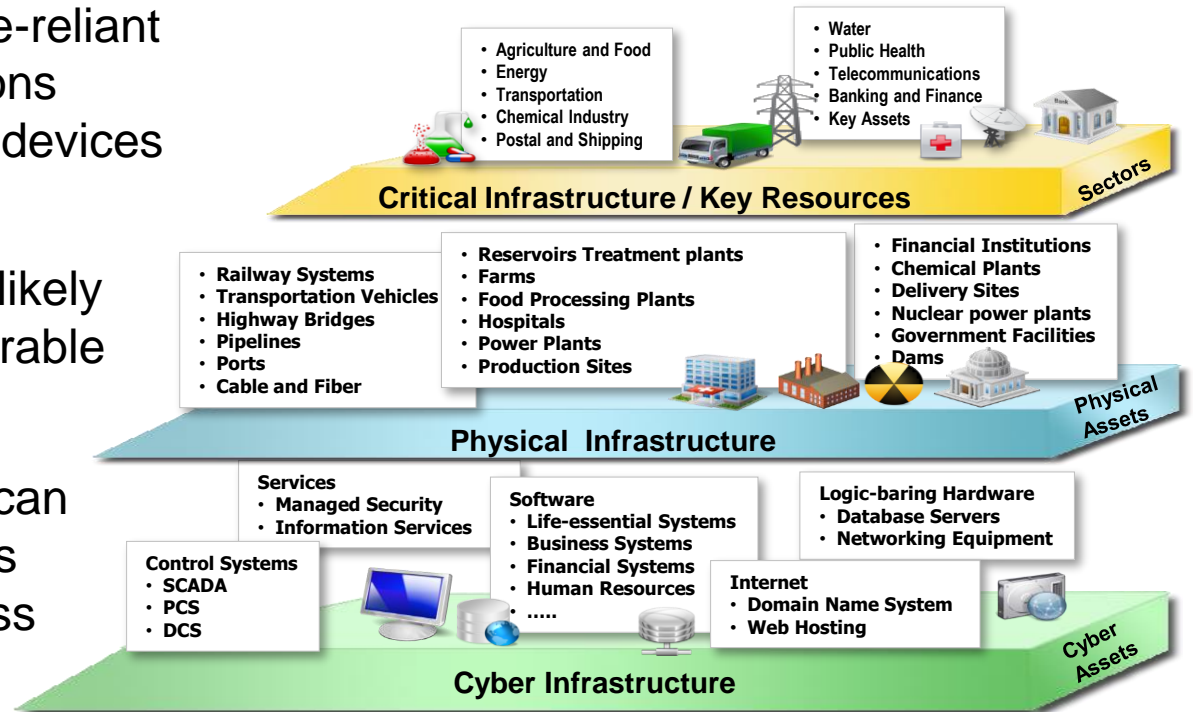 e-reliant
ons
devices
likely
rable
can
s
ss
• Agriculture and Food
• Energy
• Transportation
• Chemical Industry
• Postal and Shipping
• Water
• Public Health
• Telecommunications
• Banking and Finance
• Key Assets
Bank
Critical Infrastructure / Key Resources
Sectors
• Railway Systems
• Transportation Vehicles
• Highway Bridges
• Pipelines
• Ports
• Cable and Fiber
• Reservoirs Treatment plants
• Farms
• Food Processing Plants
• Hospitals
• Power Plants
• Production Sites
• Financial Institutions
• Chemical Plants
• Delivery Sites
• Nuclear power plants
• Government Facilities
• Dams
Physical Infrastructure
Physical
Assets
Services
• Managed Security
• Information Services
Control Systems
• SCADA
• PCS
• DCS
Software
• Life-essential Systems
• Business Systems
• Financial Systems
• Human Resources
• .....
Logic-baring Hardware
• Database Servers
• Networking Equipment
Internet
• Domain Name System
• Web Hosting
Cyber Infrastructure
Cyber
Assets